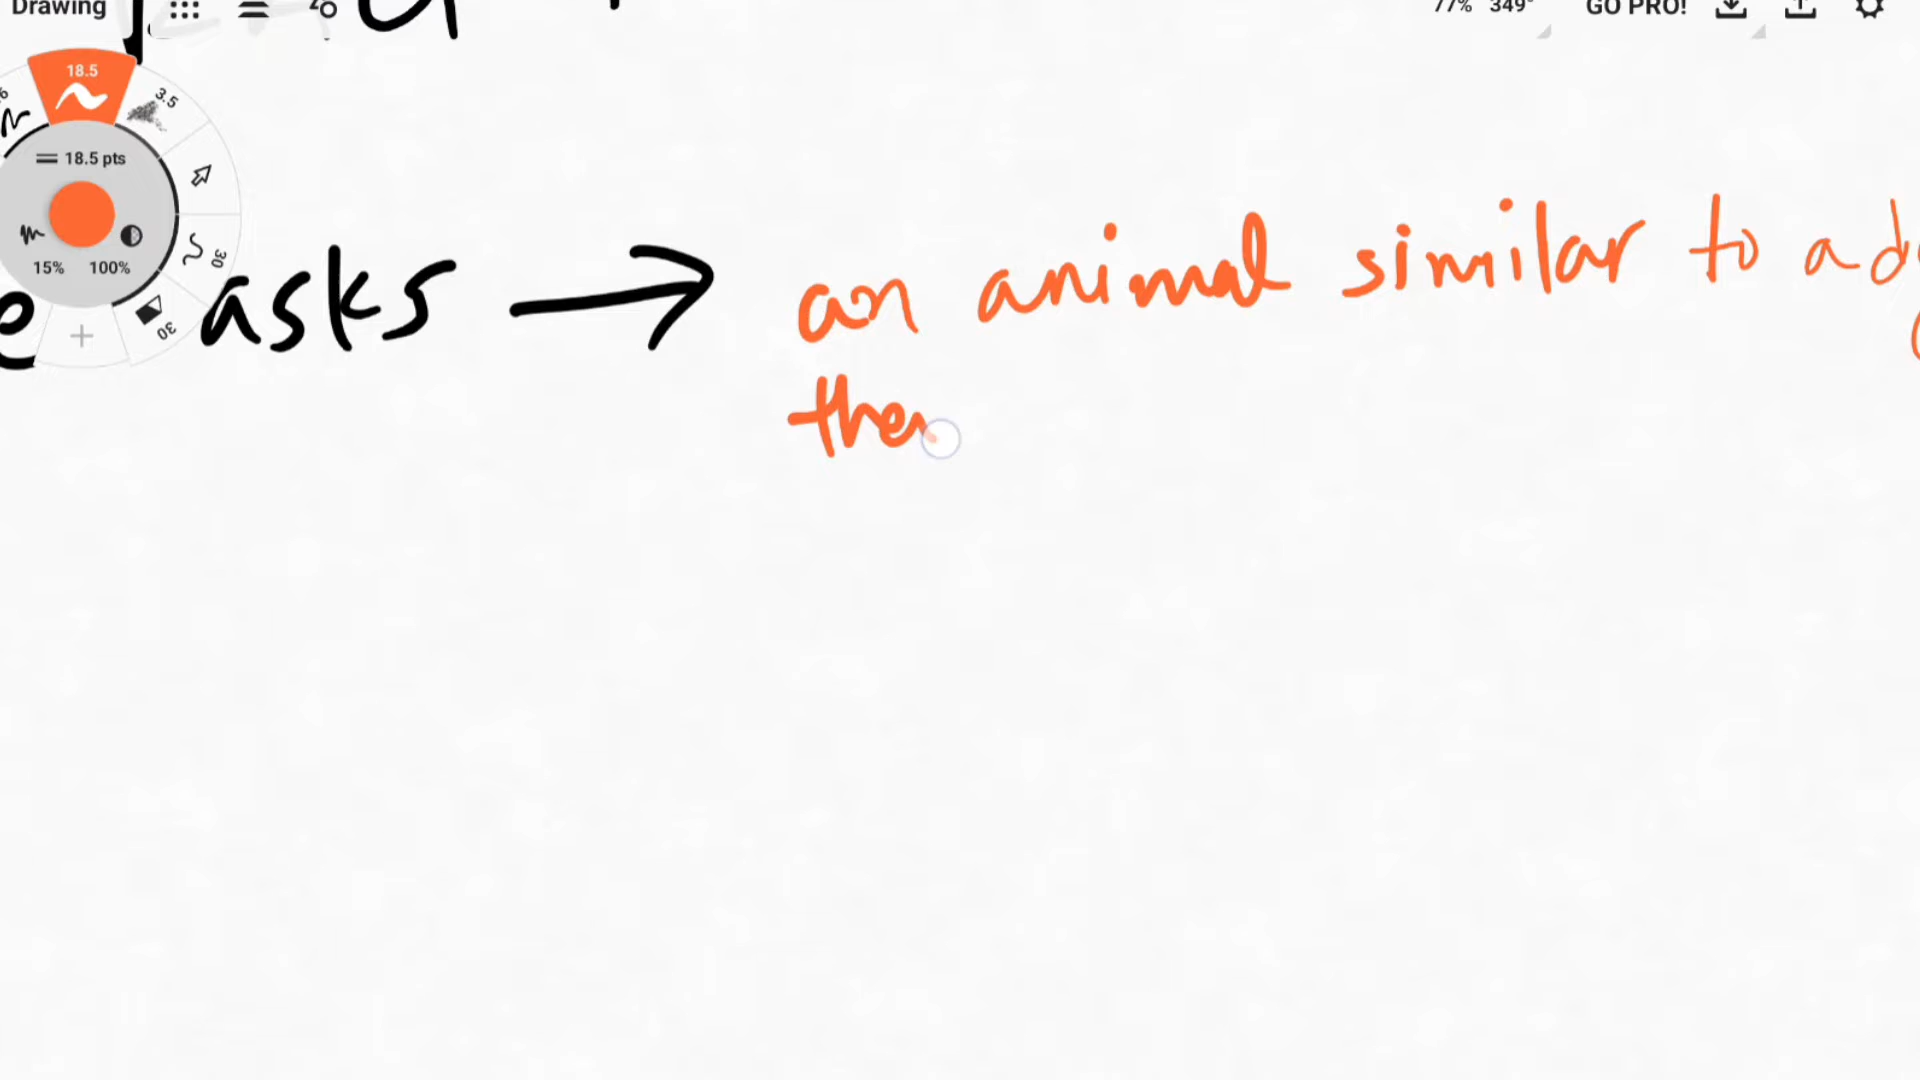 Drawing 77% 349° GO PRO!
18.5 3.5
18.5 pts
15% 100% 30
30
asks → an animal similar to a
the